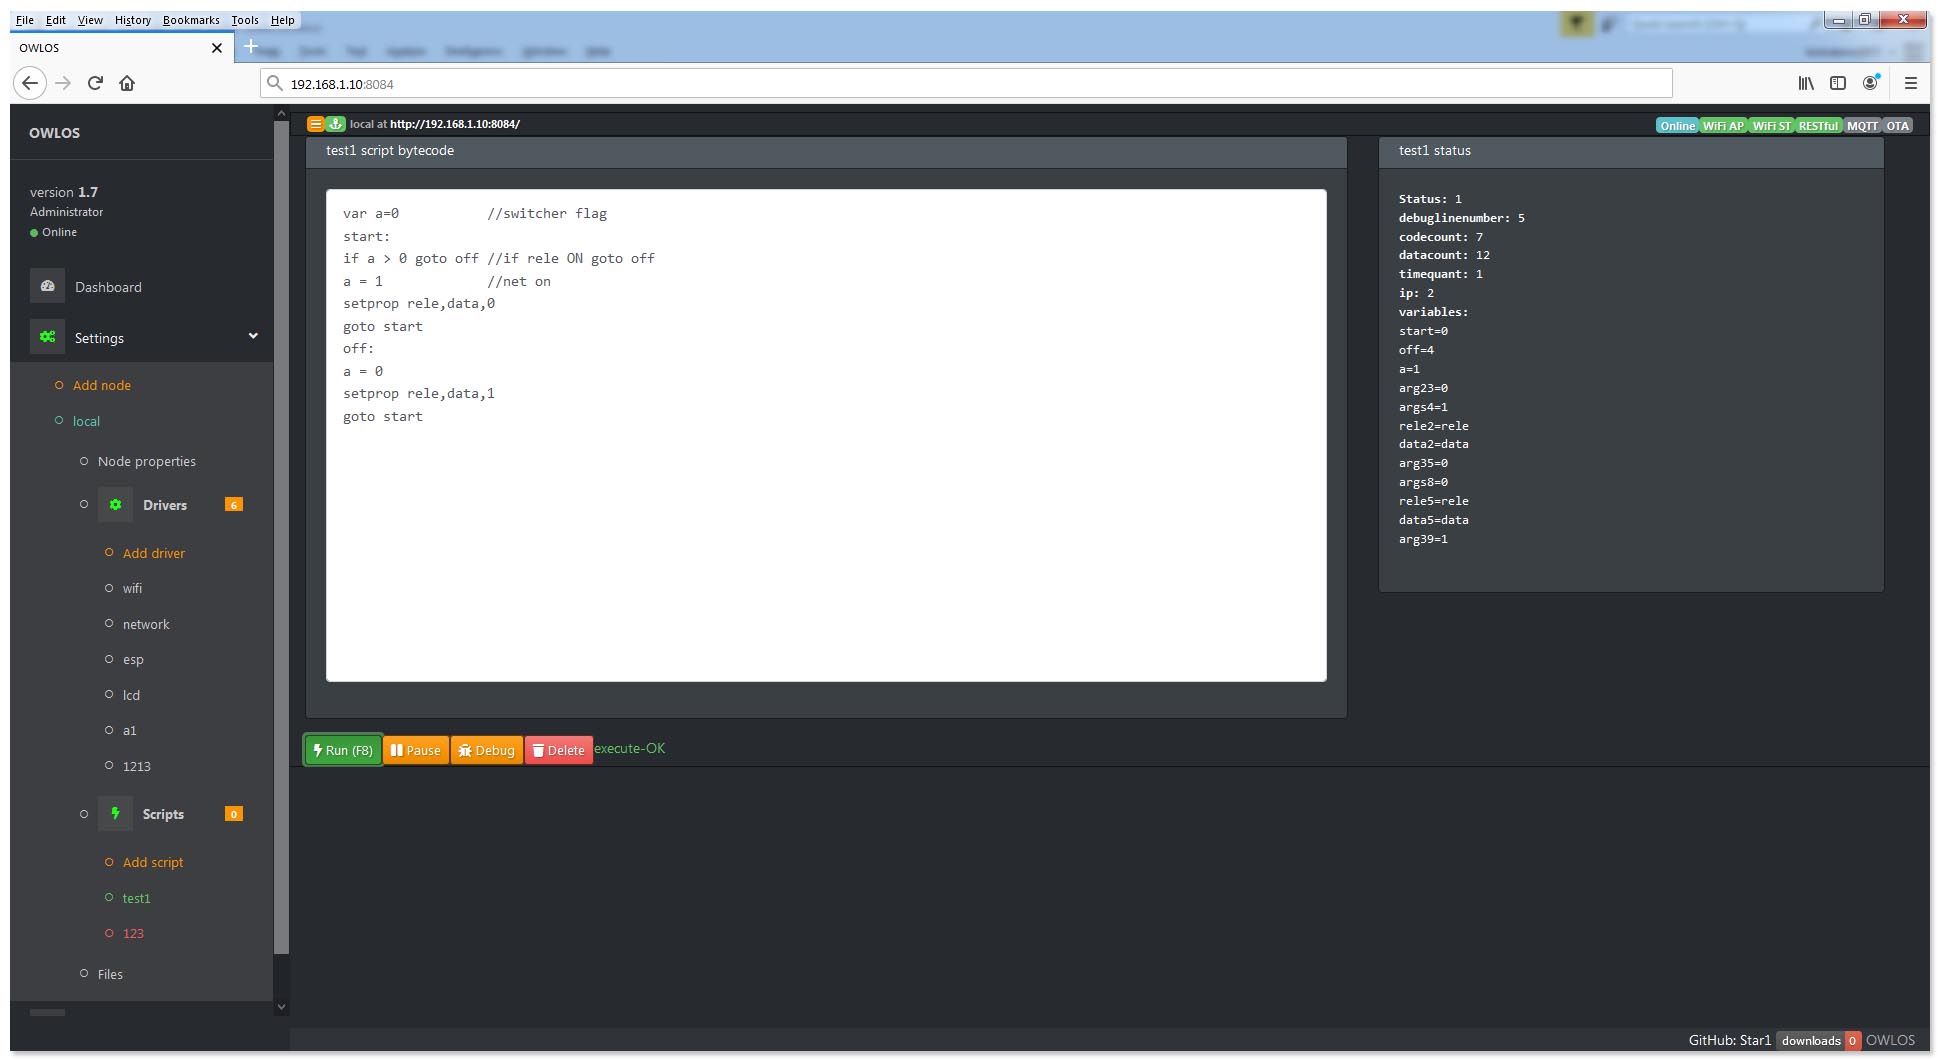 File Edit View History Bookmarks Tools Help
OWLOS
192.168.1.10:8084
OWLOS
version 1.7
Administrator
Online
Dashboard
Settings
Add node
local
Node properties
Drivers 6
Add driver
wifi
network
esp
lcd
a1
1213
Scripts 0
Add script
test1
123
Files
local at http://192.168.1.10:8084/
Online WiFi AP WiFi ST RESTful MQTT OTA
test1 script bytecode
var a=0 //switcher flag
start:
if a > 0 goto off //if rele ON goto off
a = 1 //net on
setprop rele,data,0
goto start
off:
a = 0
setprop rele,data,1
goto start
Run (F8) Pause Debug Delete execute-OK
test1 status
Status: 1
debuglinenumber: 5
codecount: 7
datacount: 12
timequant: 1
ip: 2
variables:
start=0
off=4
a=1
arg23=0
args4=1
rele2=rele
data2=data
arg35=0
args8=0
rele5=rele
data5=data
arg39=1
GitHub: Star1 downloads 0 OWLOS